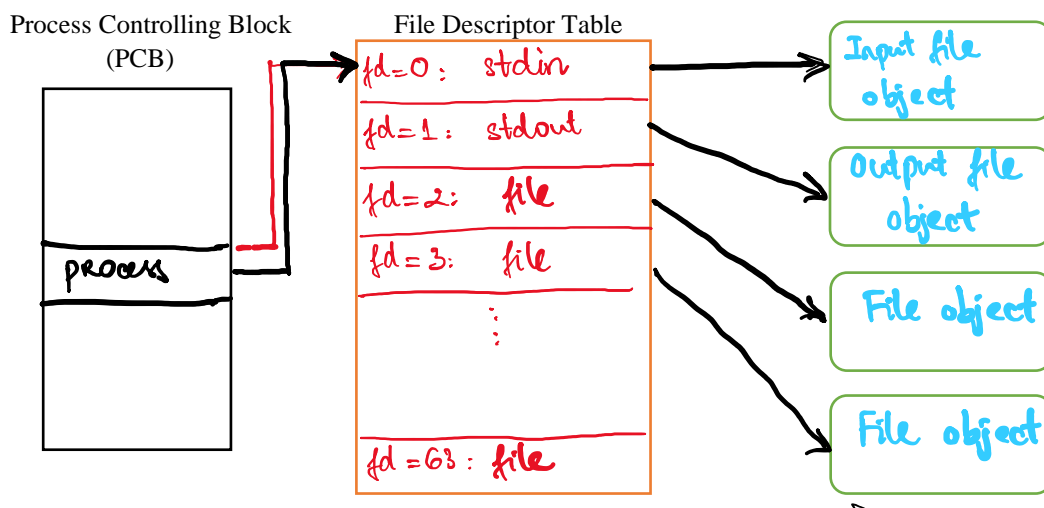 Process Controlling Block
(PCB)
File Descriptor Table
process
fd=0: stdin
fd=1: stdout
fd=2: file
fd=3: file
fd=63: file
Input file
object
Output file
object
File object
File object